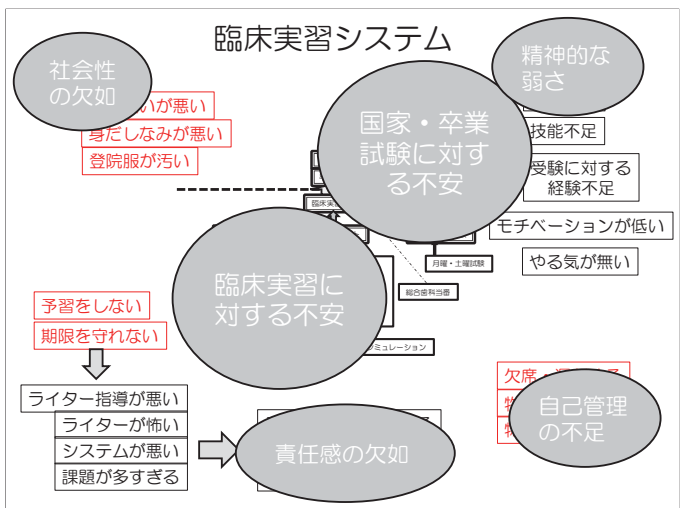 臨床実習システム
社会性
の欠如
精神的な
弱さ
いが悪い
身だしなみが悪い
登院服が汚い
国家・卒業
試験に対す
る不安
技能不足
受験に対する
経験不足
モチベーションが低い
やる気が無い
臨床実
月曜・土曜試験
総合歯科当番
臨床実習に
対する不安
ミュレーション
予習をしない
期限を守れない
ライター指導が悪い
ライターが怖い
システムが悪い
課題が多すぎる
責任感の欠如
欠席・
自己管理
の不足